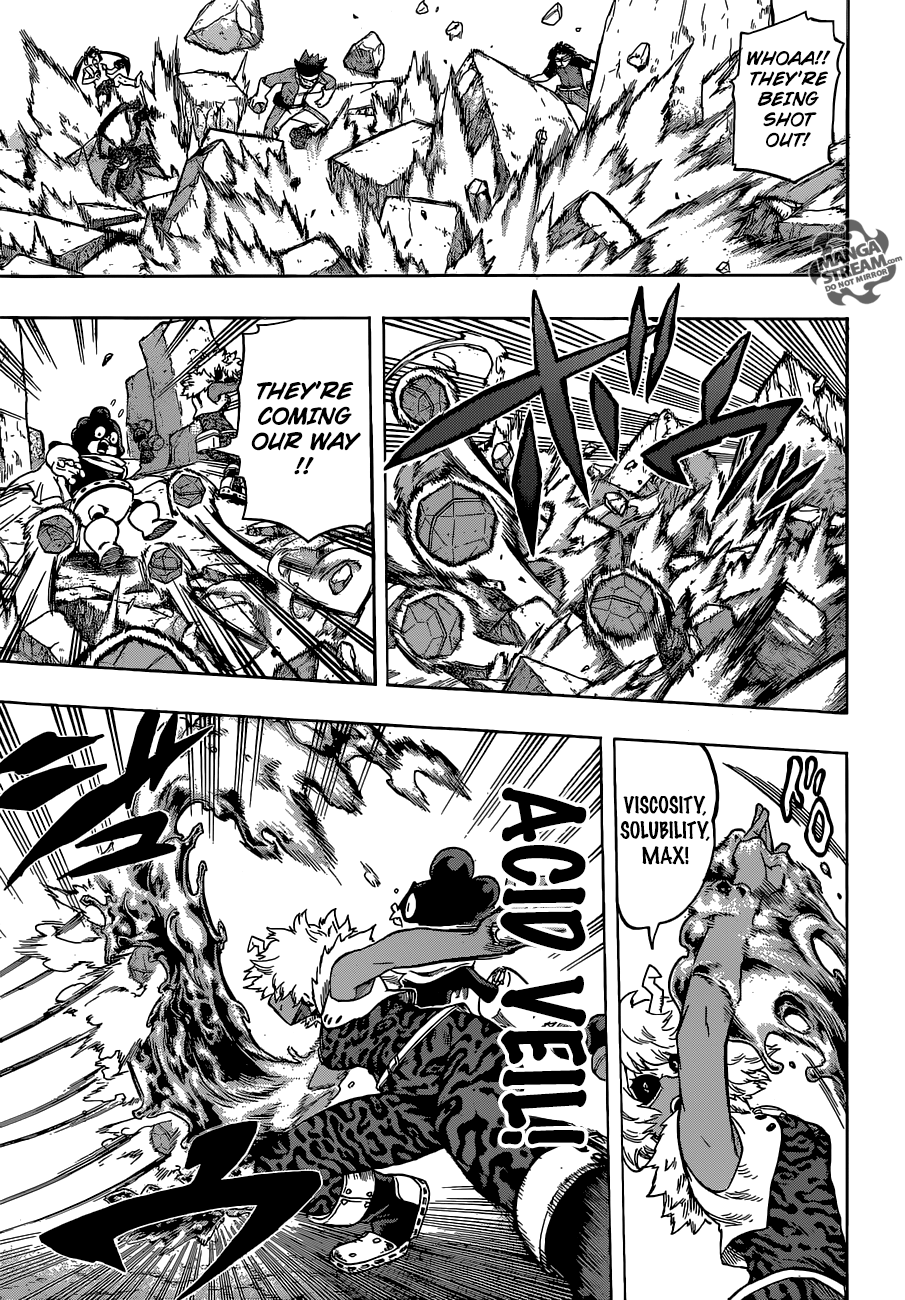 WHOAA!!
THEY'RE
BEING
SHOT
OUT!
MANGA
STREAM.com
DO NOT MIRROR
THEY'RE
COMING
OUR WAY
!!
VISCOSITY,
SOLUBILITY,
MAX!
ACID VEIL!